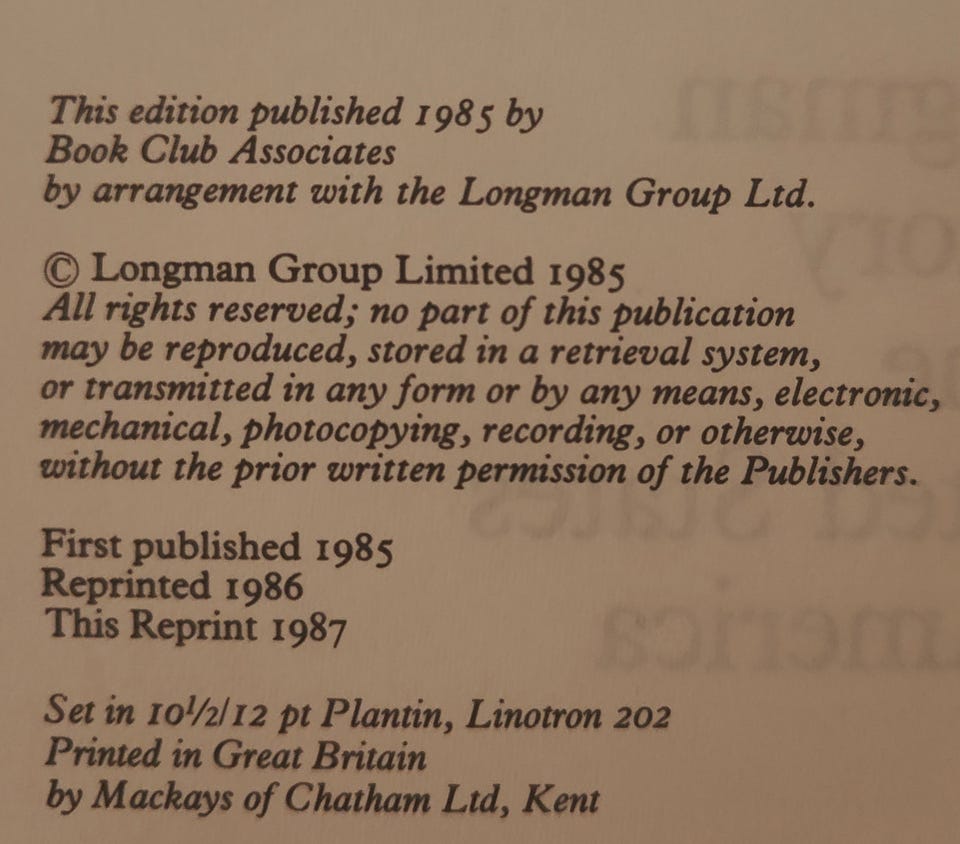 This edition published 1985 by
Book Club Associates
by arrangement with the Longman Group Ltd.
© Longman Group Limited 1985
All rights reserved; no part of this publication
may be reproduced, stored in a retrieval system,
or transmitted in any form or by any means, electronic,
mechanical, photocopying, recording, or otherwise,
without the prior written permission of the Publishers.
First published 1985
Reprinted 1986
This Reprint 1987
Set in 10½/12 pt Plantin, Linotron 202
Printed in Great Britain
by Mackays of Chatham Ltd, Kent